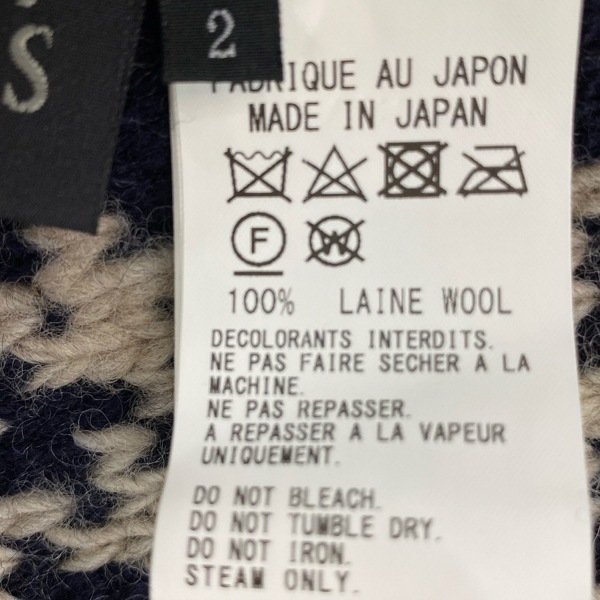 S
2
FABRIQUE AU JAPON
MADE IN JAPAN
F
W
100% LAINE WOOL
DECOLORANTS INTERDITS.
NE PAS FAIRE SECHER A LA
MACHINE.
NE PAS REPASSER.
A REPASSER A LA VAPEUR
UNIQUEMENT.
DO NOT BLEACH.
DO NOT TUMBLE DRY.
DO NOT IRON.
STEAM ONLY.